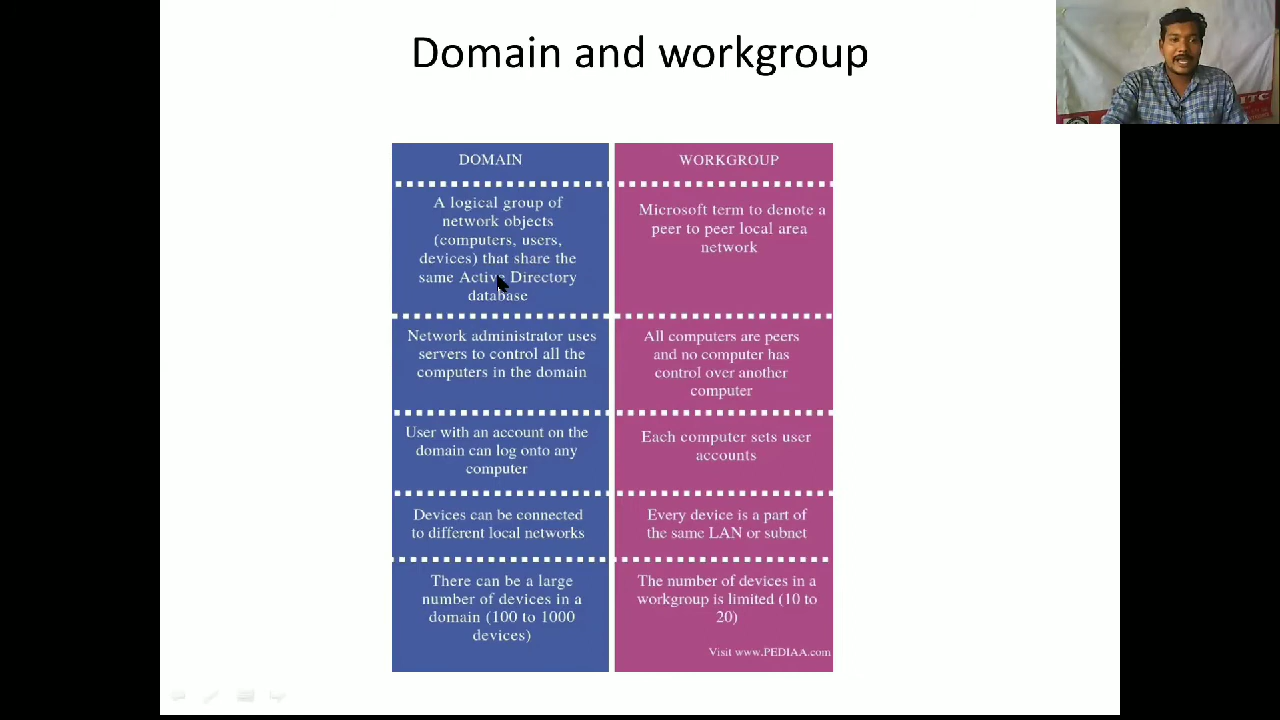 Domain and workgroup
ITC
DOMAIN
A logical group of
network objects
(computers, users,
devices) that share the
same Active Directory
database
Network administrator uses
servers to control all the
computers in the domain
User with an account on the
domain can log onto any
computer
Devices can be connected
to different local networks
There can be a large
number of devices in a
domain (100 to 1000
devices)
WORKGROUP
Microsoft term to denote a
peer to peer local area
network
All computers are peers
and no computer has
control over another
computer
Each computer sets user
accounts
Every device is a part of
the same LAN or subnet
The number of devices in a
workgroup is limited (10 to
20)
Visit www.PEDIAA.com